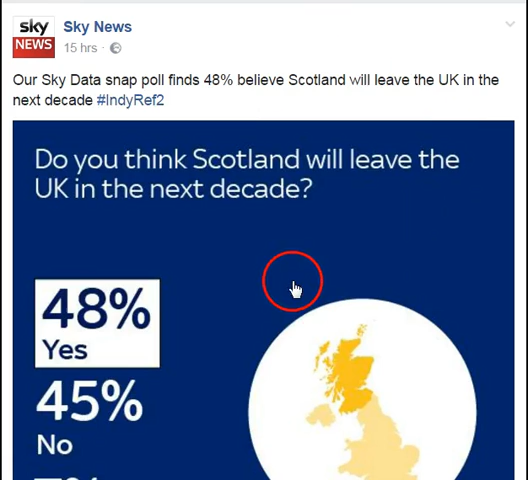 sky
NEWS
Sky News
15 hrs ·
Our Sky Data snap poll finds 48% believe Scotland will leave the UK in the
next decade #IndyRef2
Do you think Scotland will leave the
UK in the next decade?
48%
Yes
45%
No